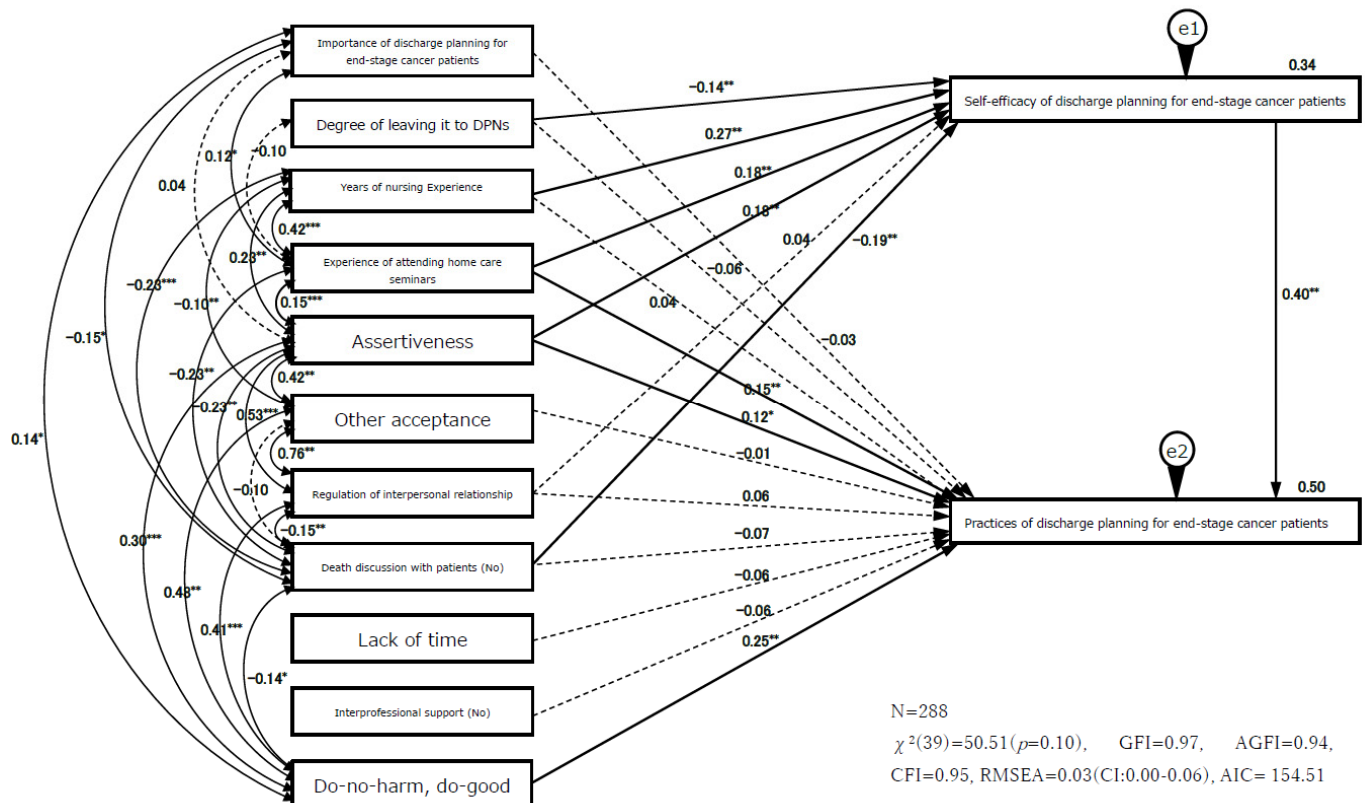 e1
0.34
Importance of discharge planning for
end-stage cancer patients
−0.14**
Self-efficacy of discharge planning for end-stage cancer patients
Degree of leaving it to DPNs
0.27**
0.12*
−0.10
0.04
0.18**
Years of nursing Experience
0.18**
0.42***
0.23**
0.04
−0.19**
Experience of attending home care
seminars
−0.06
−0.23***
−0.10**
0.15***
0.04
0.40**
−0.15*
Assertiveness
−0.03
−0.23**
0.42**
0.15**
−0.23**
0.53***
Other acceptance
0.12*
0.14*
0.76**
−0.01
e2
−0.10
Regulation of interpersonal relationship
0.06
0.50
−0.15**
Practices of discharge planning for end-stage cancer patients
0.30***
−0.07
Death discussion with patients (No)
0.48**
−0.06
0.41***
Lack of time
−0.06
0.25**
−0.14*
Interprofessional support (No)
N=288
χ²(39)=50.51(p=0.10), GFI=0.97, AGFI=0.94,
CFI=0.95, RMSEA=0.03(CI:0.00-0.06), AIC= 154.51
Do-no-harm, do-good